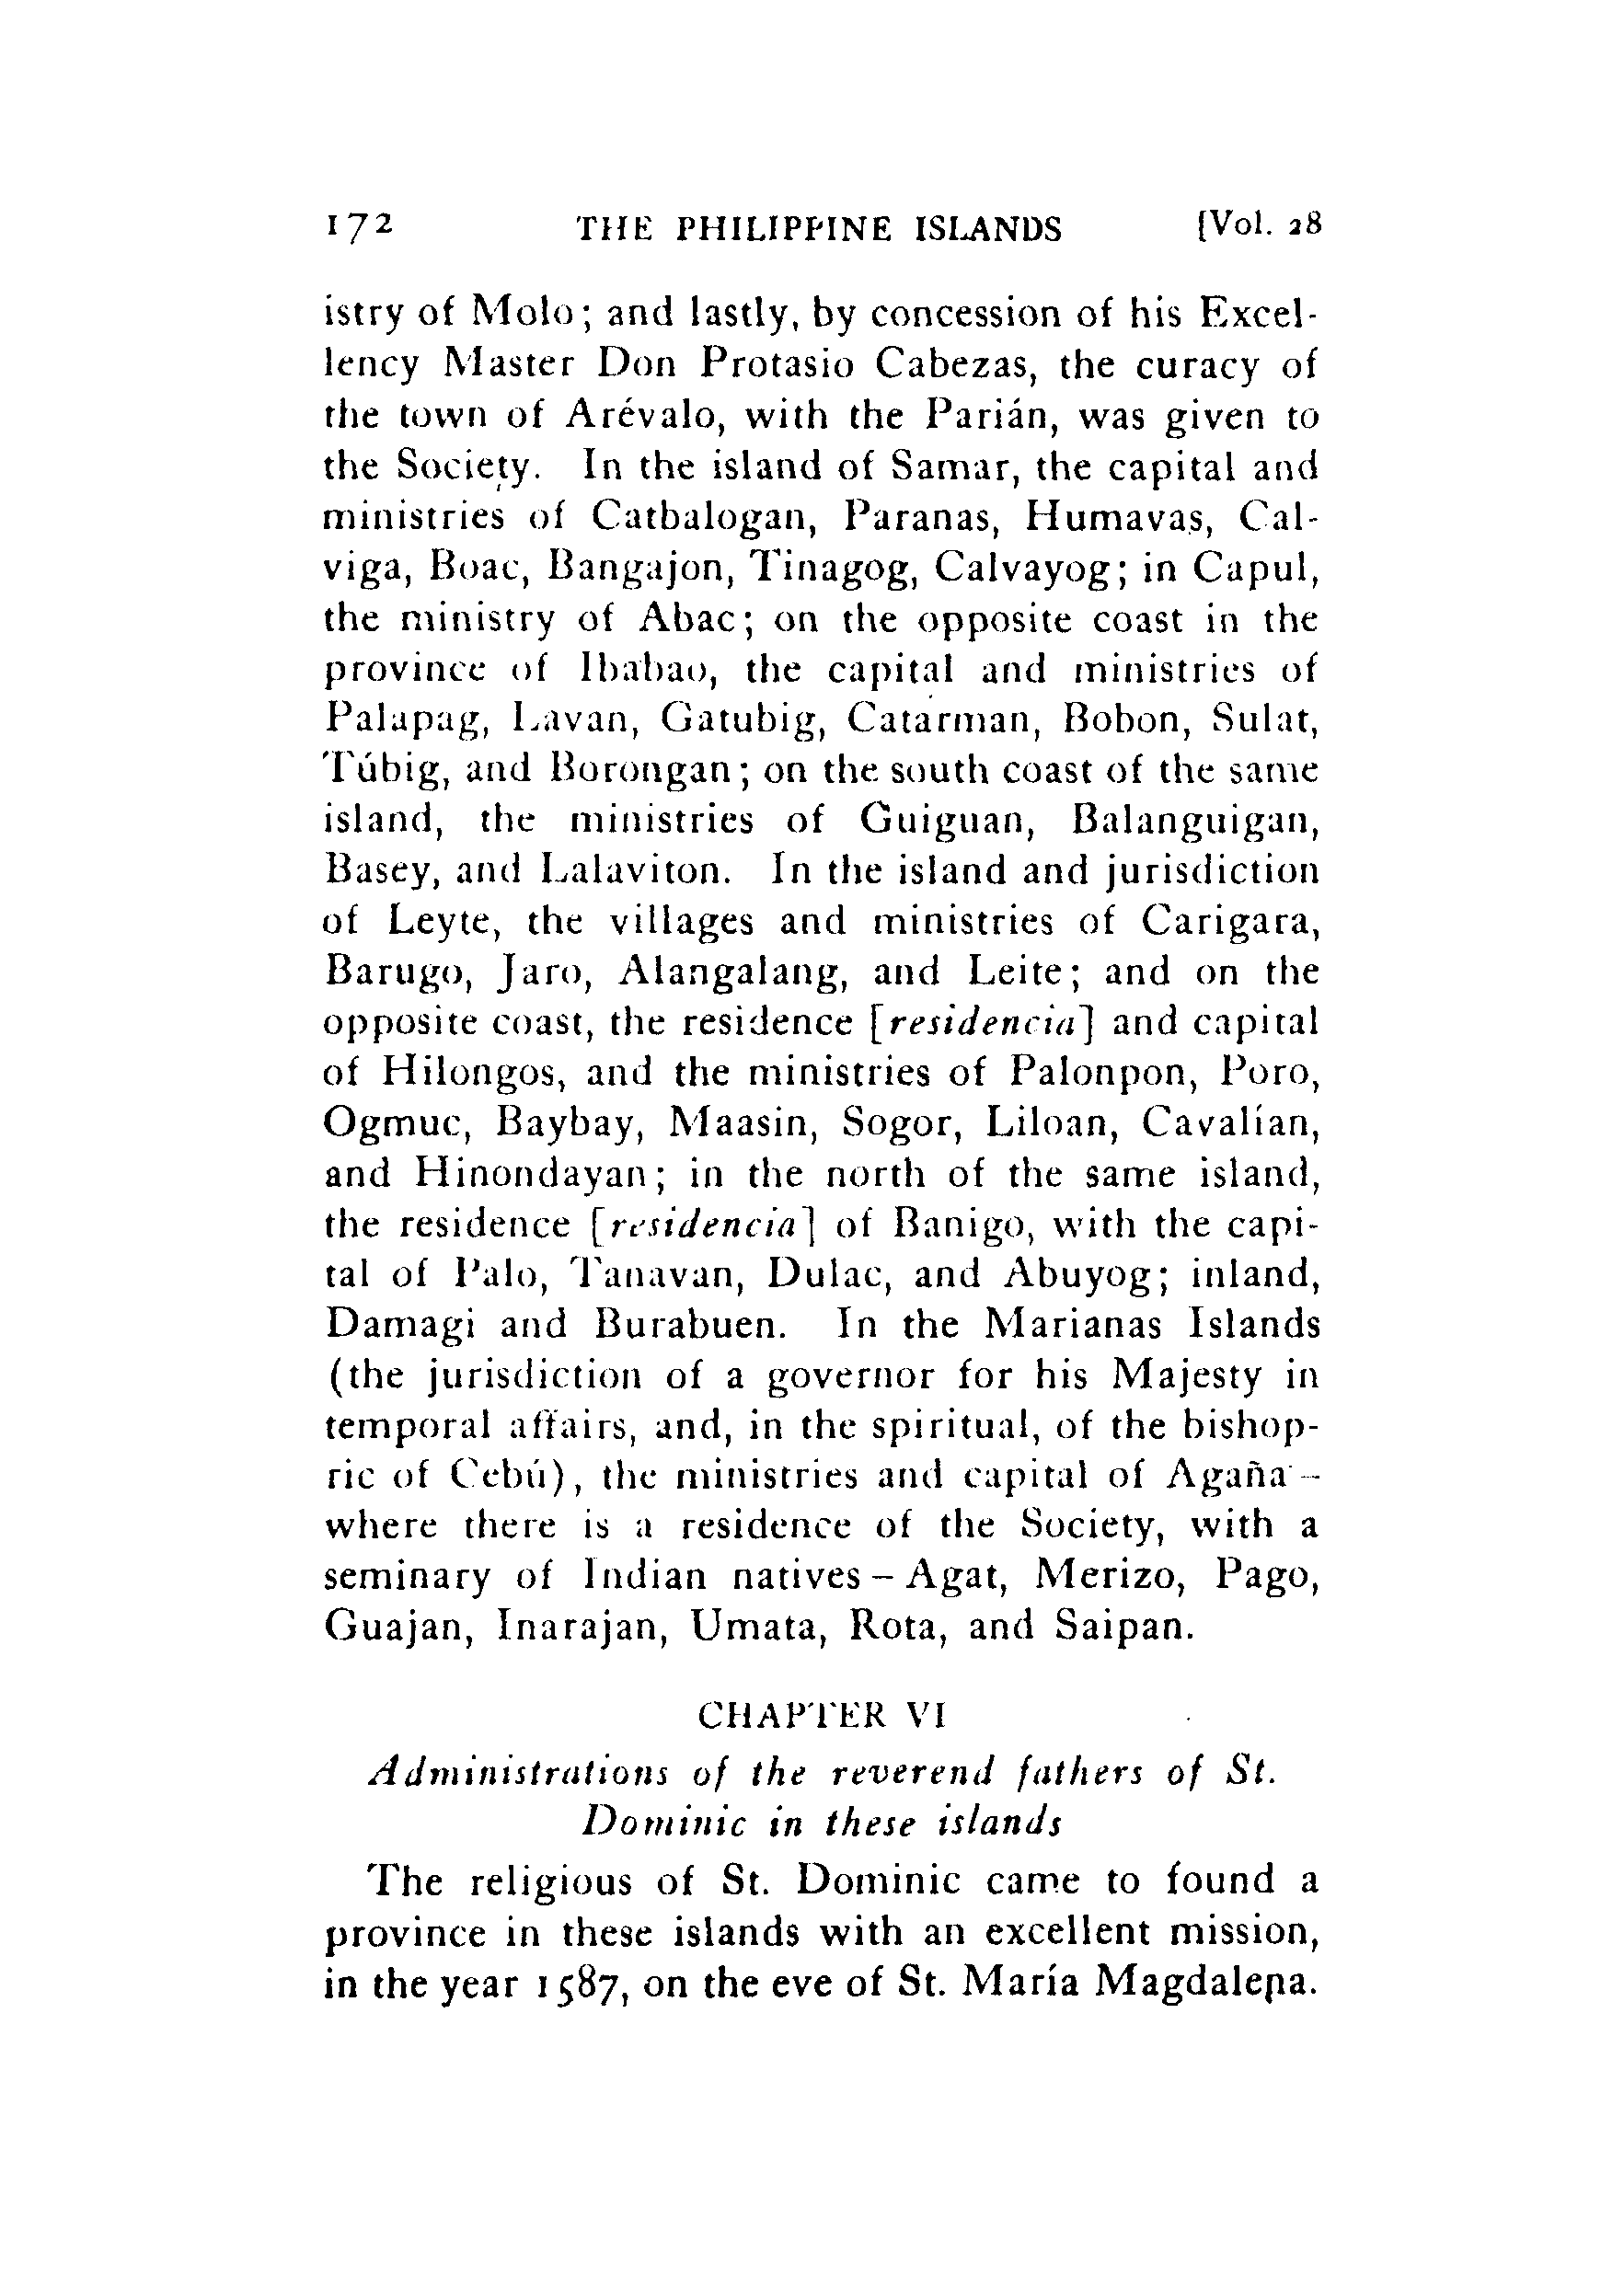 172 THE PHILIPPINE ISLANDS [Vol. 28
istry of Molo; and lastly, by concession of his Excel-
lency Master Don Protasio Cabezas, the curacy of
the town of Arévalo, with the Parián, was given to
the Society. In the island of Samar, the capital and
ministries of Catbalogan, Paranas, Humavas, Cal-
viga, Boac, Bangajon, Tinagog, Calvayog; in Capul,
the ministry of Abac; on the opposite coast in the
province of Ibabao, the capital and ministries of
Palapag, Lavan, Gatubig, Catarman, Bobon, Sulat,
Túbig, and Borongan; on the south coast of the same
island, the ministries of Guiguan, Balanguigan,
Basey, and Lalaviton. In the island and jurisdiction
of Leyte, the villages and ministries of Carigara,
Barugo, Jaro, Alangalang, and Leite; and on the
opposite coast, the residence [residencia] and capital
of Hilongos, and the ministries of Palonpon, Poro,
Ogmuc, Baybay, Maasin, Sogor, Liloan, Cavalían,
and Hinondayan; in the north of the same island,
the residence [residencia] of Banigo, with the capi-
tal of Palo, Tanavan, Dulac, and Abuyog; inland,
Damagi and Burabuen. In the Marianas Islands
(the jurisdiction of a governor for his Majesty in
temporal affairs, and, in the spiritual, of the bishop-
ric of Cebú), the ministries and capital of Agaña –
where there is a residence of the Society, with a
seminary of Indian natives – Agat, Merizo, Pago,
Guajan, Inarajan, Umata, Rota, and Saipan.
CHAPTER VI
Administrations of the reverend fathers of St.
Dominic in these islands
The religious of St. Dominic came to found a
province in these islands with an excellent mission,
in the year 1587, on the eve of St. María Magdalena.